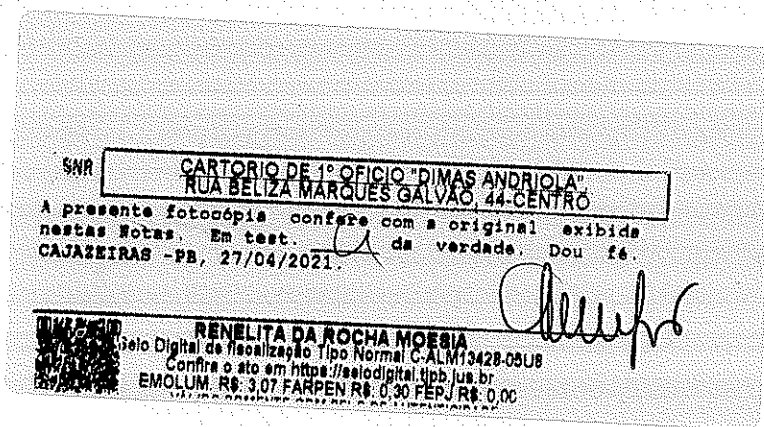 SNR
CARTORIO DE 1º OFICIO "DIMAS ANDRIOLA"
RUA BELIZA MARQUES GALVÃO, 44-CENTRO
A presente fotocópia confere com a original exibida
nestas Notas. Em test. da verdade. Dou fé.
CAJAZEIRAS -PB, 27/04/2021.
RENELITA DA ROCHA MOESIA
Selo Digital de fiscalização Tipo Normal C-ALM13428-05U8
Confira o ato em https://selodigital.tjpb.jus.br
EMOLUM. R$: 3,07 FARPEN R$: 0,30 FEPJ R$: 0,00